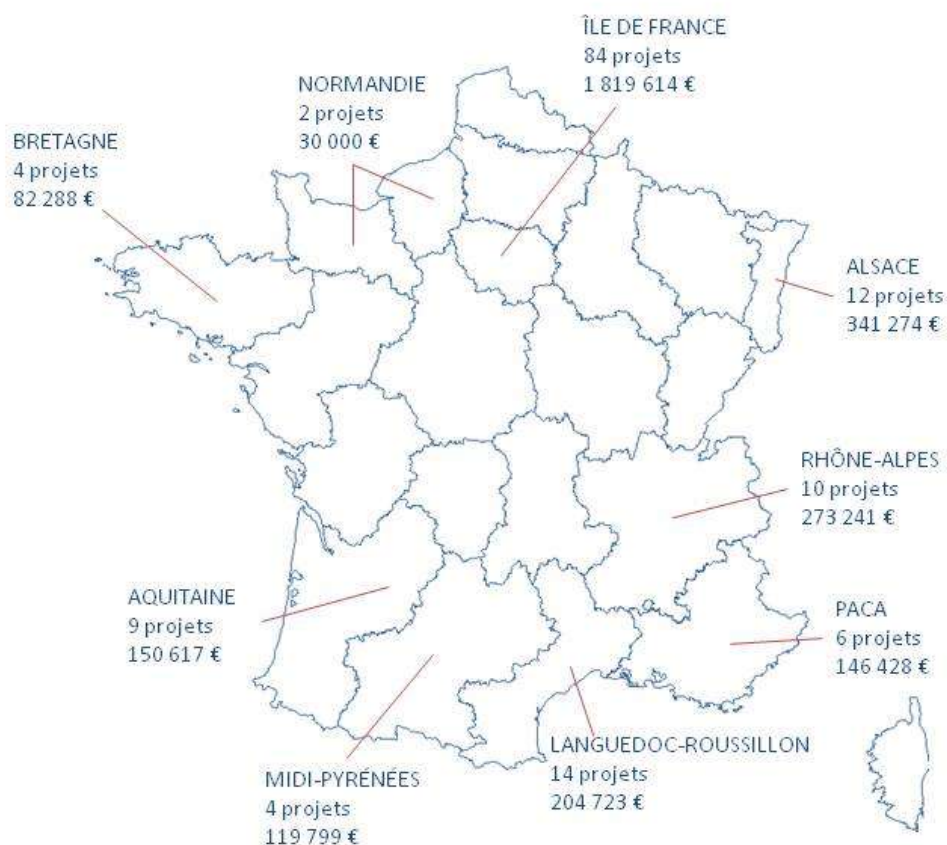 ÎLE DE FRANCE
84 projets
1 819 614 €
NORMANDIE
2 projets
30 000 €
BRETAGNE
4 projets
82 288 €
ALSACE
12 projets
341 274 €
RHÔNE-ALPES
10 projets
273 241 €
AQUITAINE
9 projets
150 617 €
PACA
6 projets
146 428 €
LANGUEDOC-ROUSSILLON
14 projets
204 723 €
MIDI-PYRÉNÉES
4 projets
119 799 €